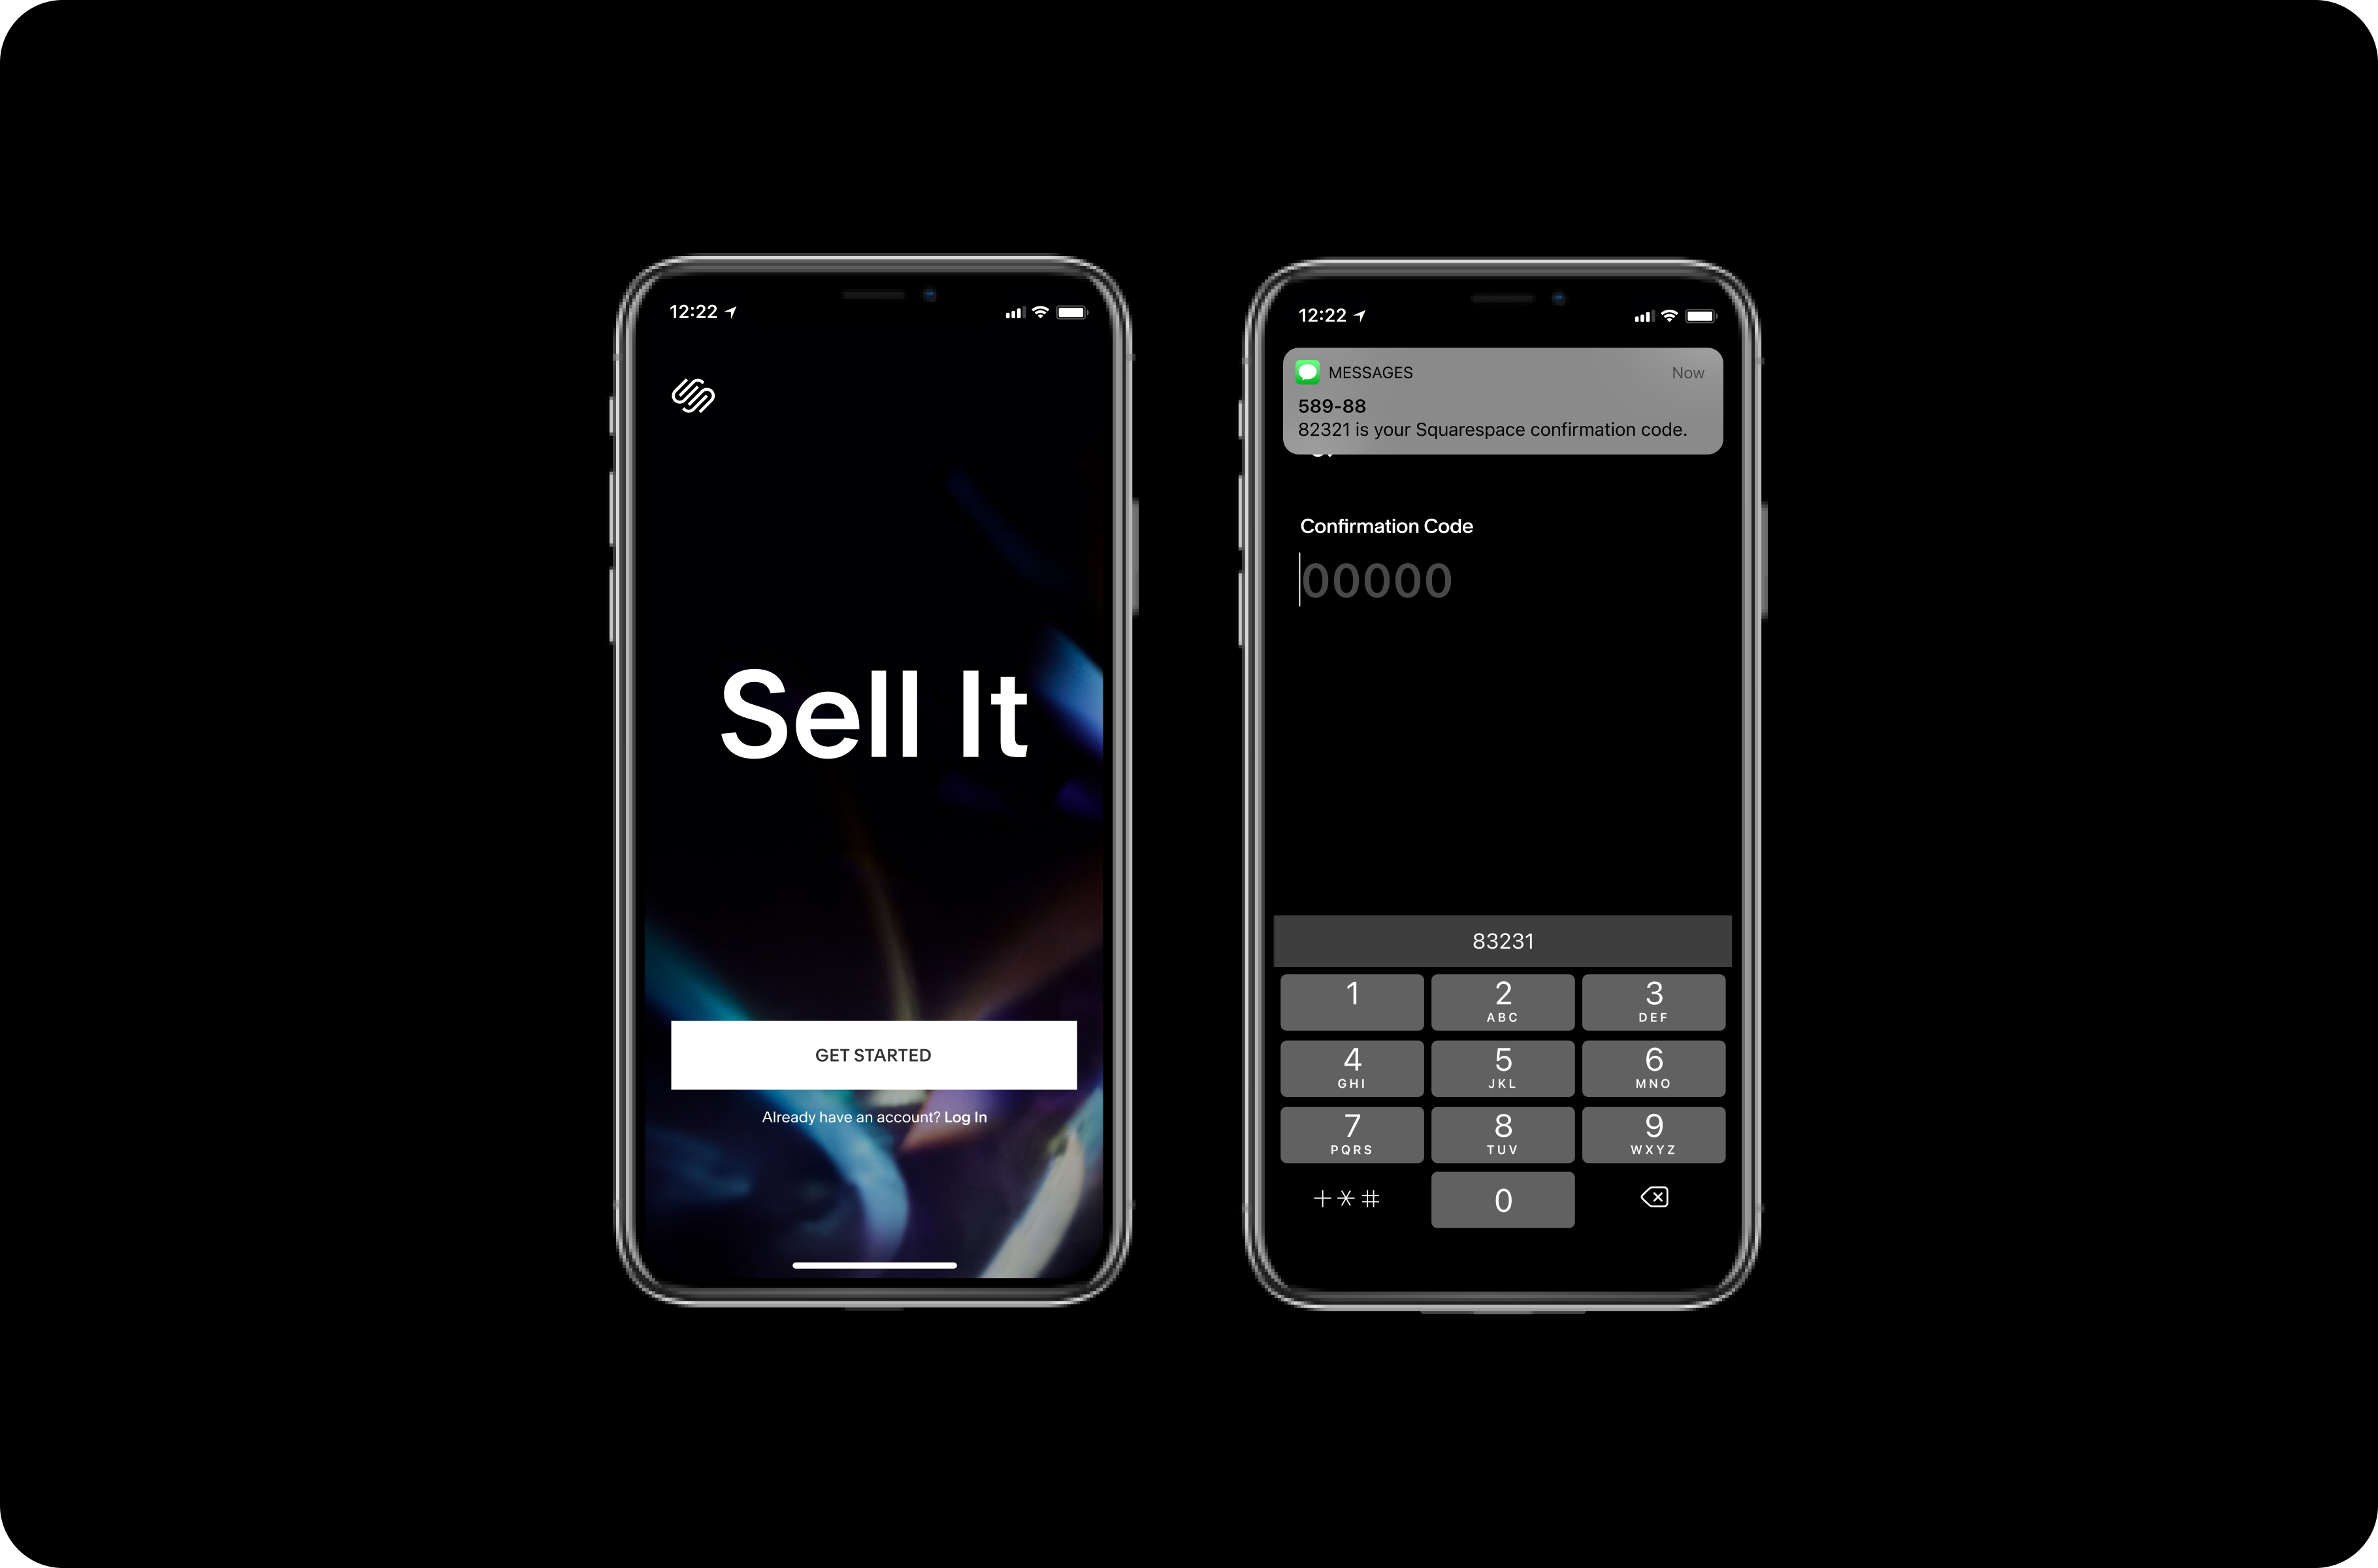 12:22
Sell It
GET STARTED
Already have an account? Log In
12:22
MESSAGES Now
589-88
82321 is your Squarespace confirmation code.
Confirmation Code
00000
83231
1 2 3
ABC DEF
4 5 6
GHI JKL MNO
7 8 9
PQRS TUV WXYZ
+*# 0